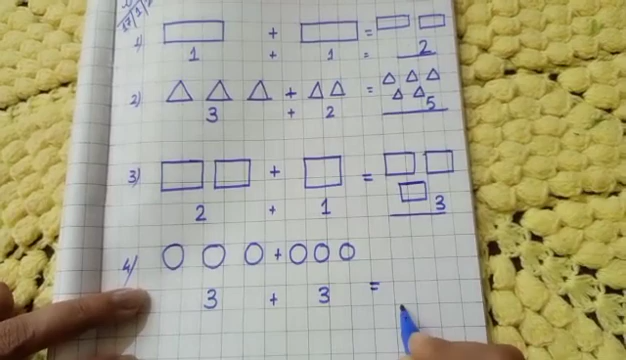 1) + =
1 + 1 = 2
2) + =
3 + 2 5
3) + =
2 + 1 3
4) +
3 + 3 =